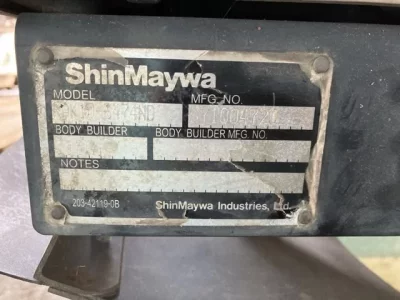 ShinMaywa
MODEL MFG. NO.
BODY BUILDER BODY BUILDER MFG. NO.
NOTES
203-42119-0B ShinMaywa Industries, Ltd.